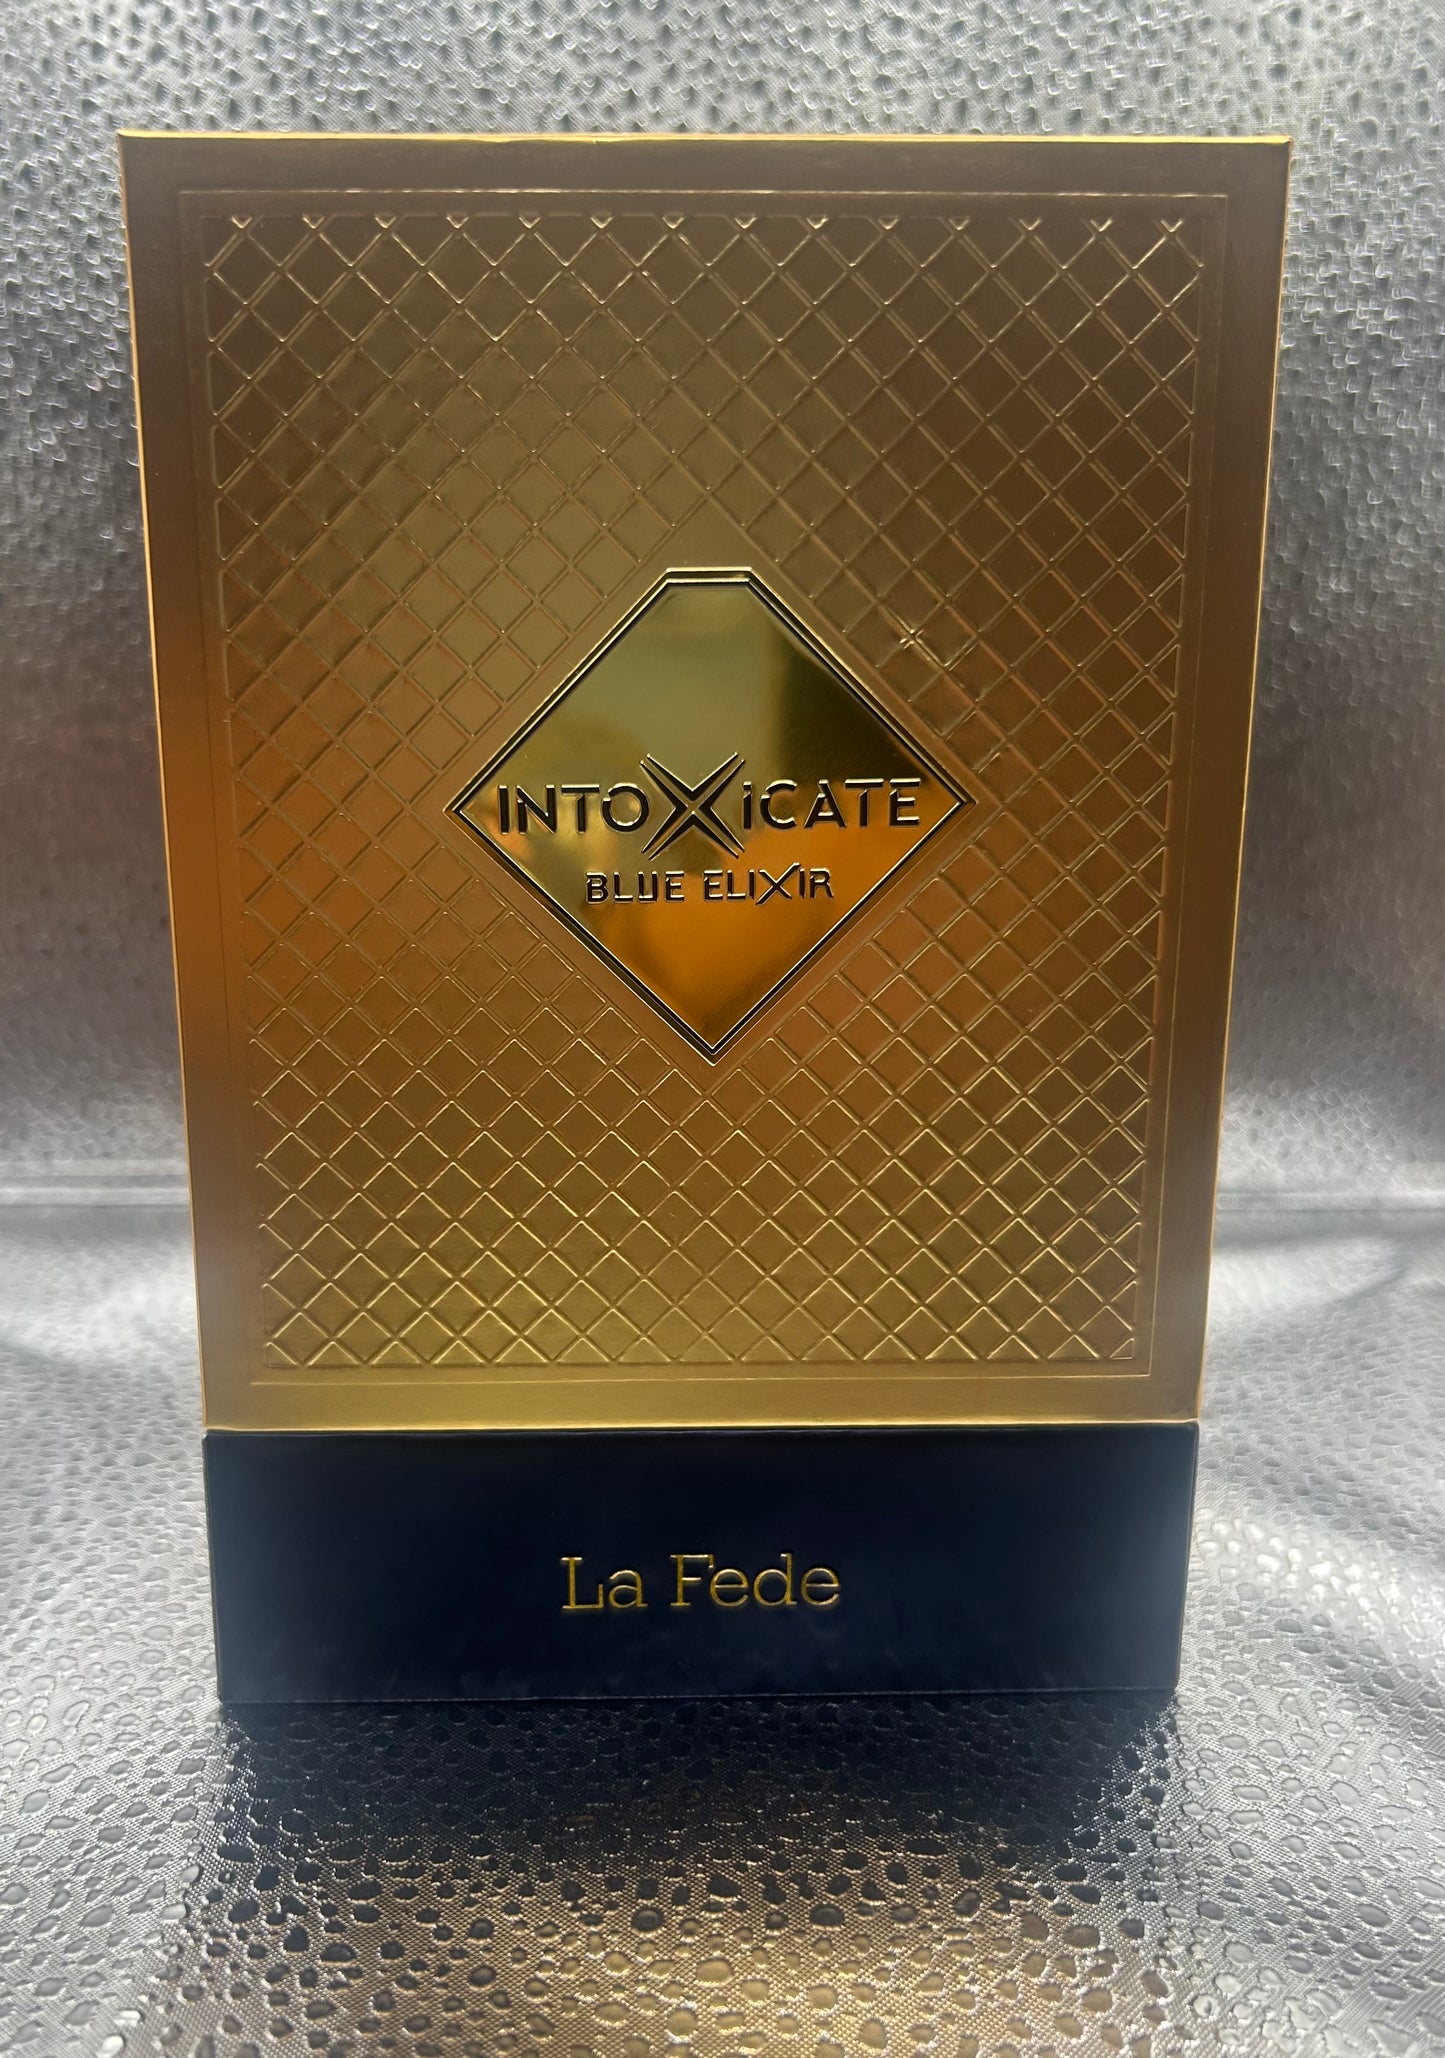 INTOXICATE
BLUE ELIXIR
La Fede